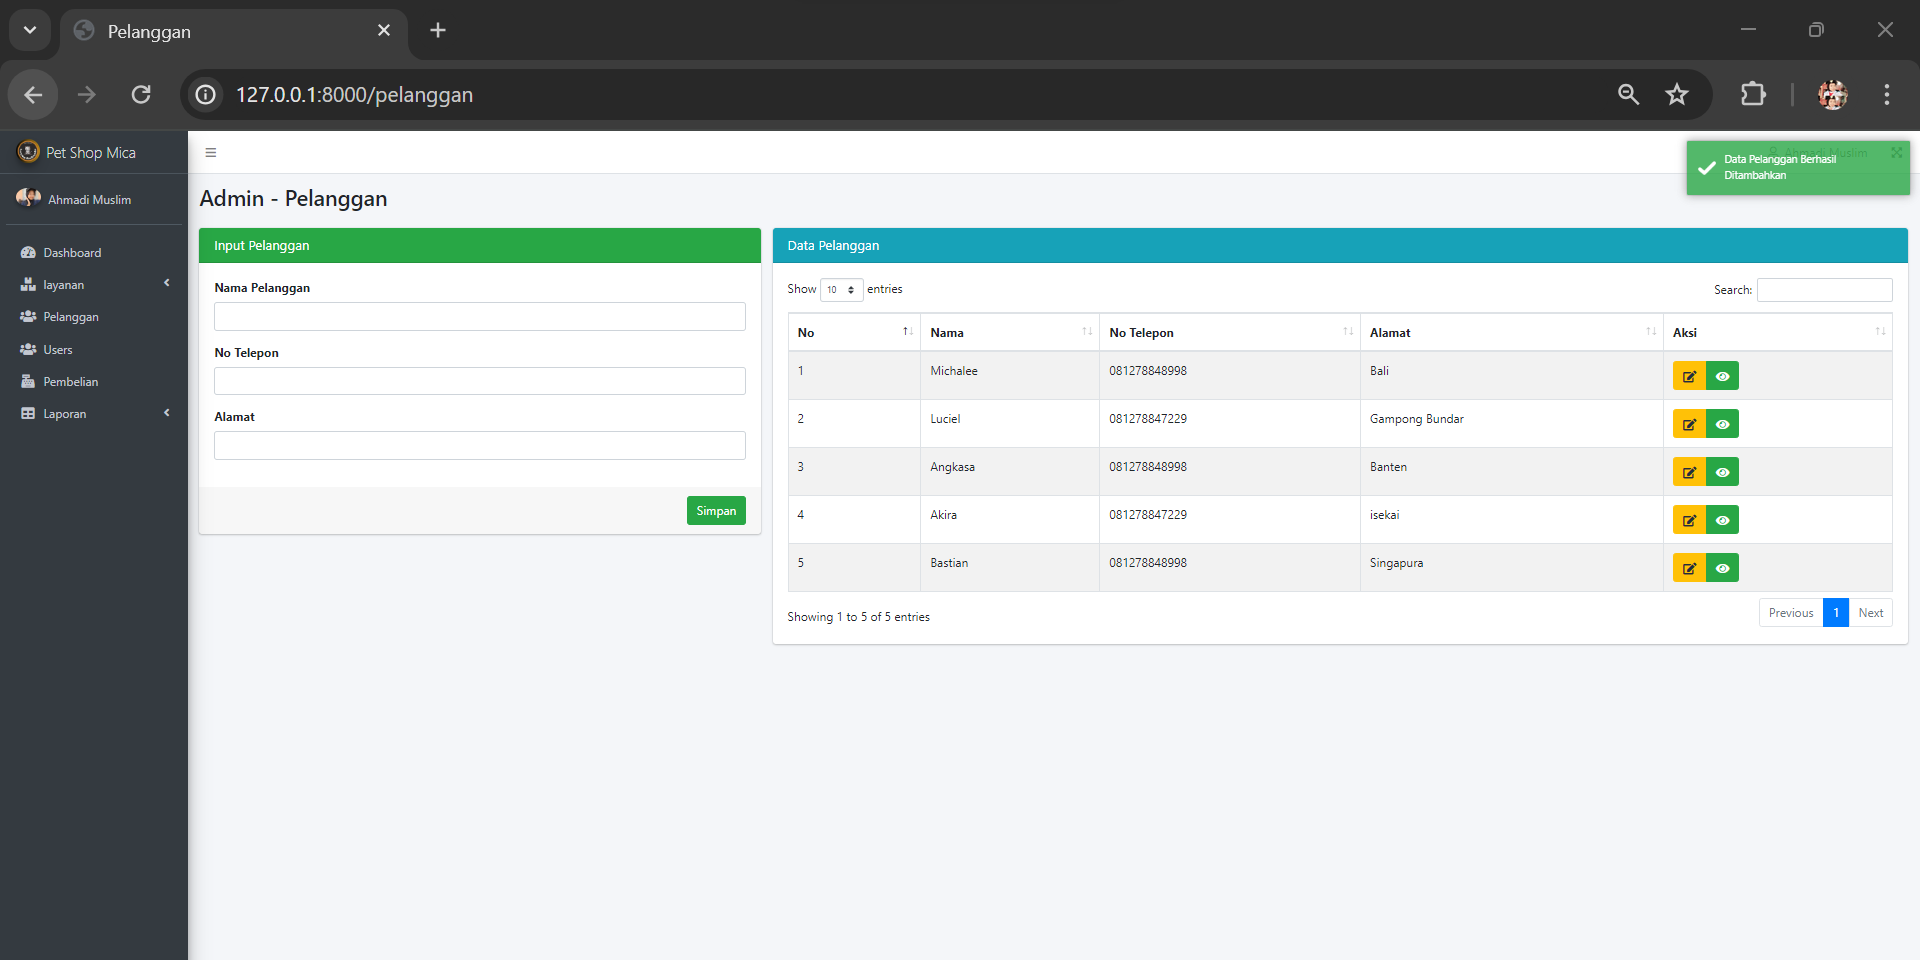 Pelanggan
127.0.0.1:8000/pelanggan
Pet Shop Mica
Ahmadi Muslim
Dashboard
layanan
Pelanggan
Users
Pembelian
Laporan
Ahmadi Muslim
Data Pelanggan Berhasil
Ditambahkan
Admin - Pelanggan
Input Pelanggan
Nama Pelanggan
No Telepon
Alamat
Simpan
Data Pelanggan
Show 10 entries
Search:
No Nama No Telepon Alamat Aksi
1 Michalee 081278848998 Bali
2 Luciel 081278847229 Gampong Bundar
3 Angkasa 081278848998 Banten
4 Akira 081278847229 isekai
5 Bastian 081278848998 Singapura
Showing 1 to 5 of 5 entries
Previous 1 Next